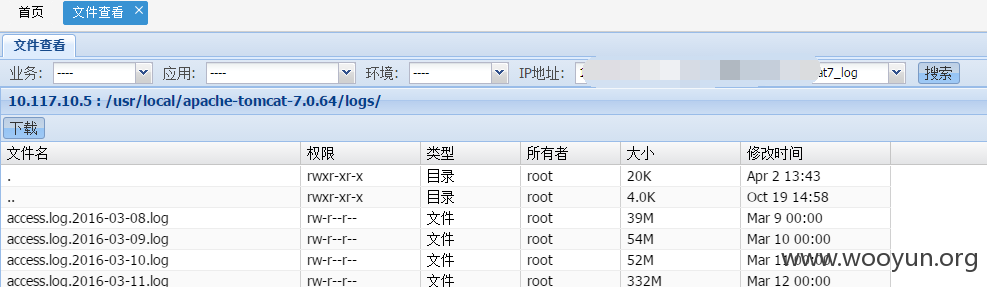 首页 文件查看
文件查看
业务: ---- 应用: ---- 环境: ---- IP地址: at7_log 搜索
10.117.10.5 : /usr/local/apache-tomcat-7.0.64/logs/
下载
文件名 权限 类型 所有者 大小 修改时间
. rwxr-xr-x 目录 root 20K Apr 2 13:43
.. rwxr-xr-x 目录 root 4.0K Oct 19 14:58
access.log.2016-03-08.log rw-r--r-- 文件 root 39M Mar 9 00:00
access.log.2016-03-09.log rw-r--r-- 文件 root 54M Mar 10 00:00
access.log.2016-03-10.log rw-r--r-- 文件 root 52M Mar 11 00:00
www.wooyun.org
access.log.2016-03-11.log rw-r--r-- 文件 root 332M Mar 12 00:00